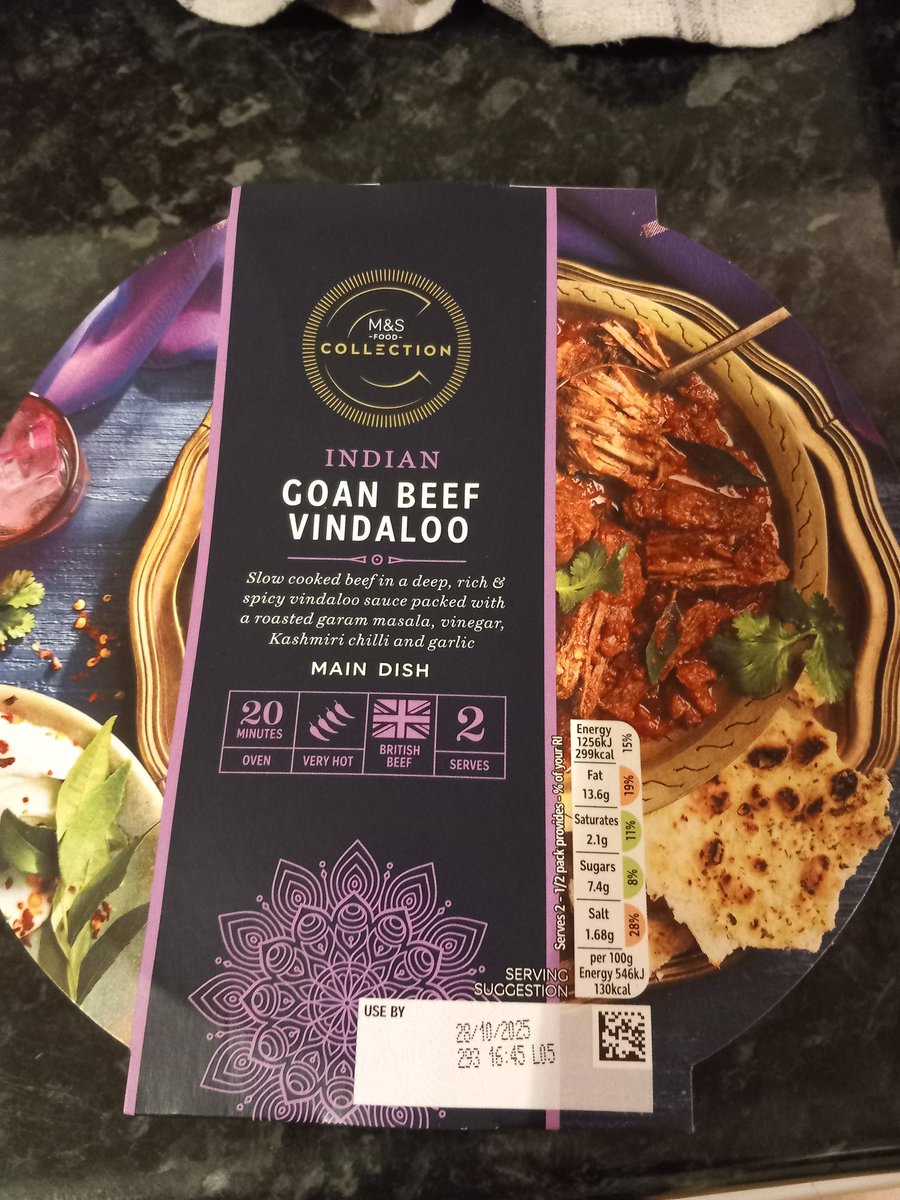 M&S
-FOOD-
COLLECTION
INDIAN
GOAN BEEF
VINDALOO
Slow cooked beef in a deep, rich &
spicy vindaloo sauce packed with
a roasted garam masala, vinegar,
Kashmiri chilli and garlic
MAIN DISH
20
MINUTES
OVEN
VERY HOT
BRITISH
BEEF
2
SERVES
Serves 2 - 1/2 pack provides - % of your RI
Energy
1256kJ
299kcal
15%
Fat
13.6g
19%
Saturates
2.1g
11%
Sugars
7.4g
8%
Salt
1.68g
28%
per 100g
Energy 546kJ
130kcal
SERVING
SUGGESTION
USE BY
28/10/2025
293 16:45 L05